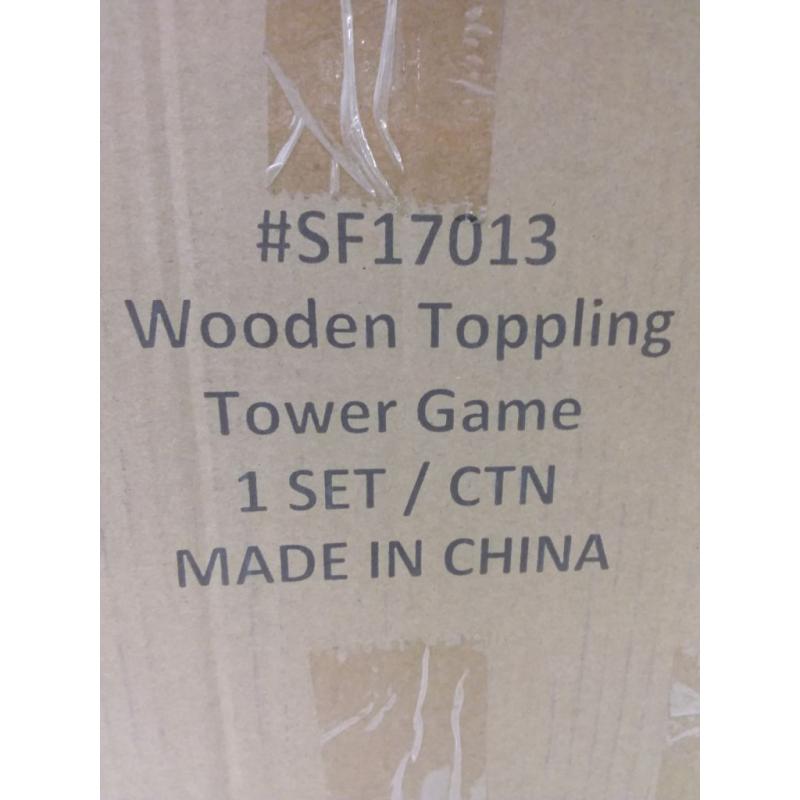 #SF17013
Wooden Toppling
Tower Game
1 SET / CTN
MADE IN CHINA